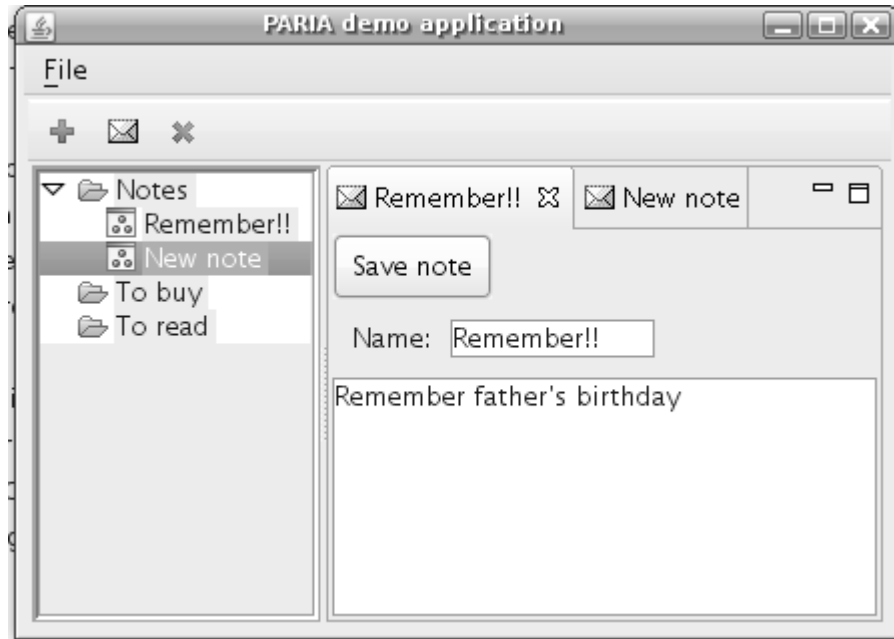 PARIA demo application
File
Notes
Remember!!
New note
To buy
To read
Remember!! New note
Save note
Name: Remember!!
Remember father's birthday